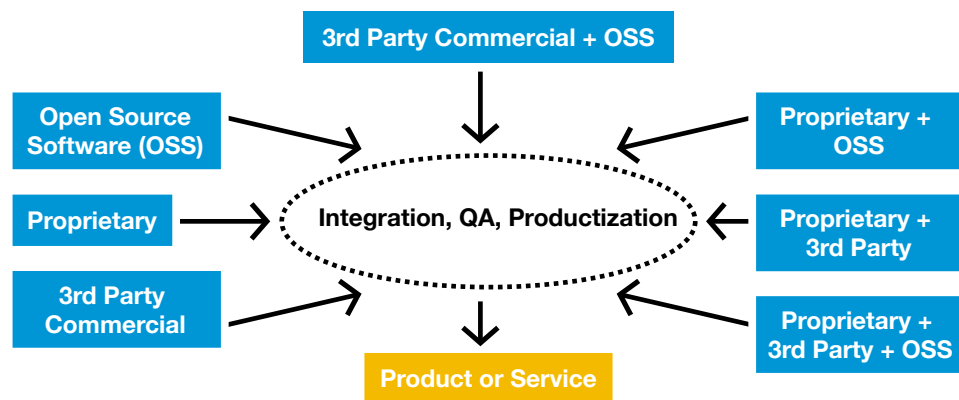 3rd Party Commercial + OSS
Open Source
Software (OSS)
Proprietary +
OSS
Proprietary
Integration, QA, Productization
Proprietary +
3rd Party
3rd Party
Commercial
Proprietary +
3rd Party + OSS
Product or Service